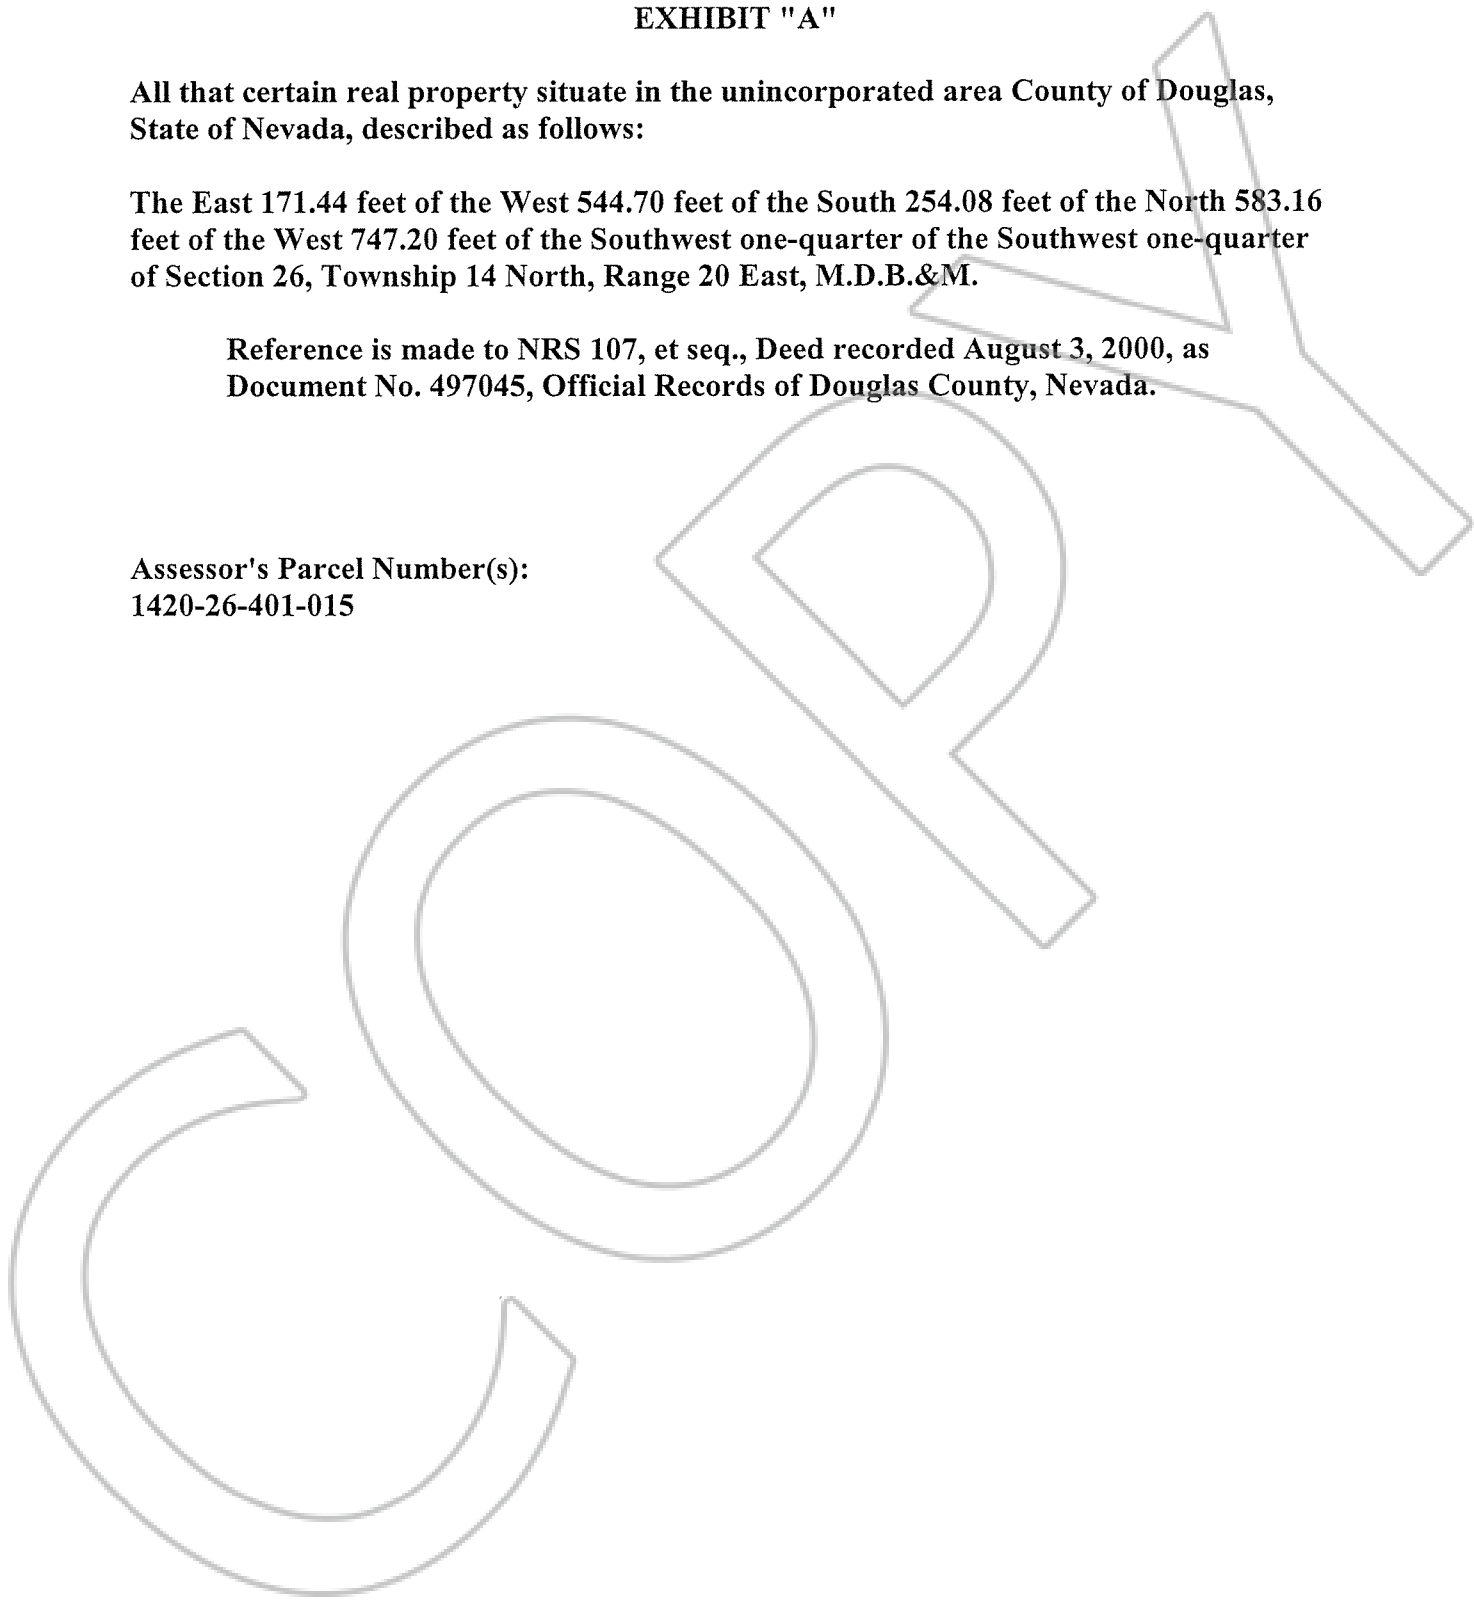 EXHIBIT "A"
All that certain real property situate in the unincorporated area County of Douglas,
State of Nevada, described as follows:
The East 171.44 feet of the West 544.70 feet of the South 254.08 feet of the North 583.16
feet of the West 747.20 feet of the Southwest one-quarter of the Southwest one-quarter
of Section 26, Township 14 North, Range 20 East, M.D.B.&M.
Reference is made to NRS 107, et seq., Deed recorded August 3, 2000, as
Document No. 497045, Official Records of Douglas County, Nevada.
Assessor's Parcel Number(s):
1420-26-401-015
COPY